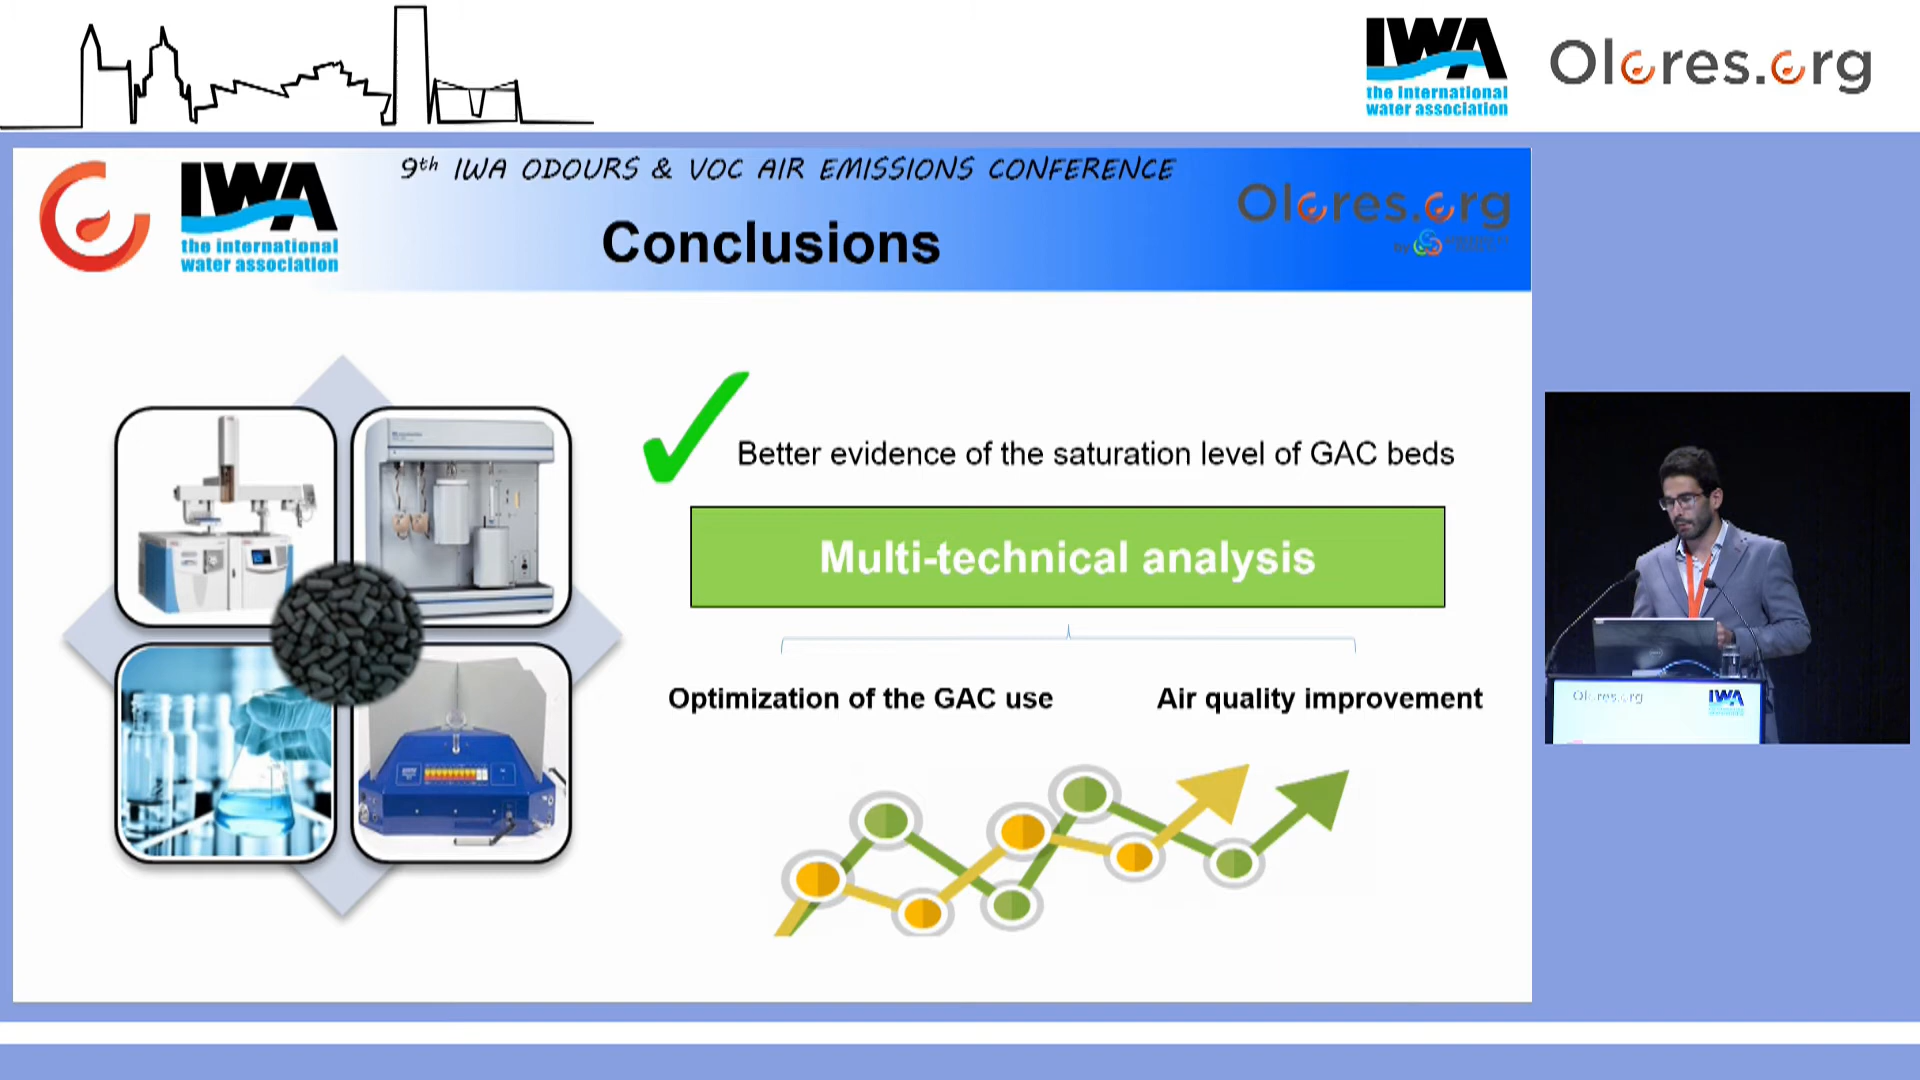 IWA
the international
water association
Olores.org
9th IWA ODOURS & VOC AIR EMISSIONS CONFERENCE
IWA
the international
water association
Conclusions
Olores.org
by
Better evidence of the saturation level of GAC beds
Multi-technical analysis
Optimization of the GAC use
Air quality improvement
Olores.org
IWA